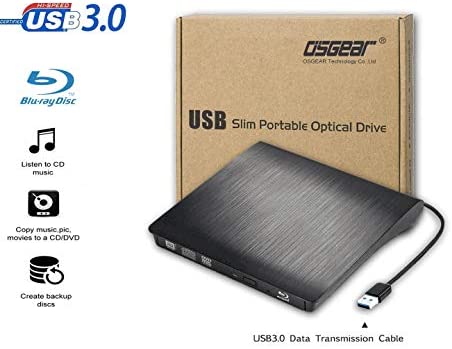 HI-SPEED
CERTIFIED USB 3.0
Blu-ray Disc
Listen to CD
music
Copy music,pic,
movies to a CD/DVD
Create backup
discs
OSGEAR
OSGEAR Technology Co.,Ltd
USB Slim Portable Optical Drive
USB3.0 Data Transmission Cable